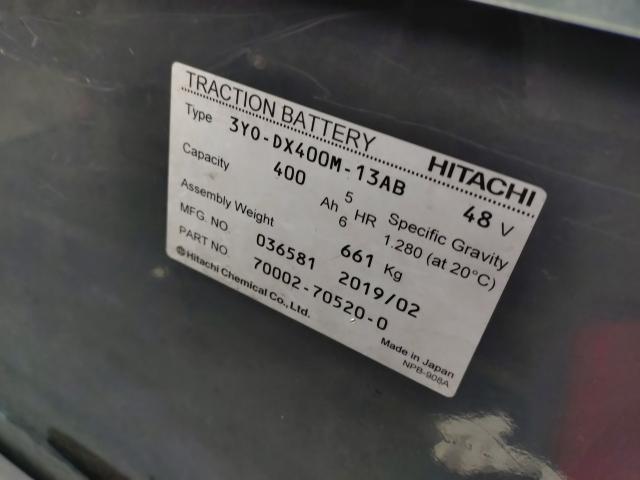 TRACTION BATTERY HITACHI
Type 3Y0-DX400M-13AB 48 V
Capacity 400 Ah 5 HR Specific Gravity
6 1.280 (at 20°C)
Assembly Weight 661 Kg
MFG. NO. 036581 2019/02
PART NO. 70002-70520-0
Hitachi Chemical Co., Ltd. Made in Japan
NPB-908A